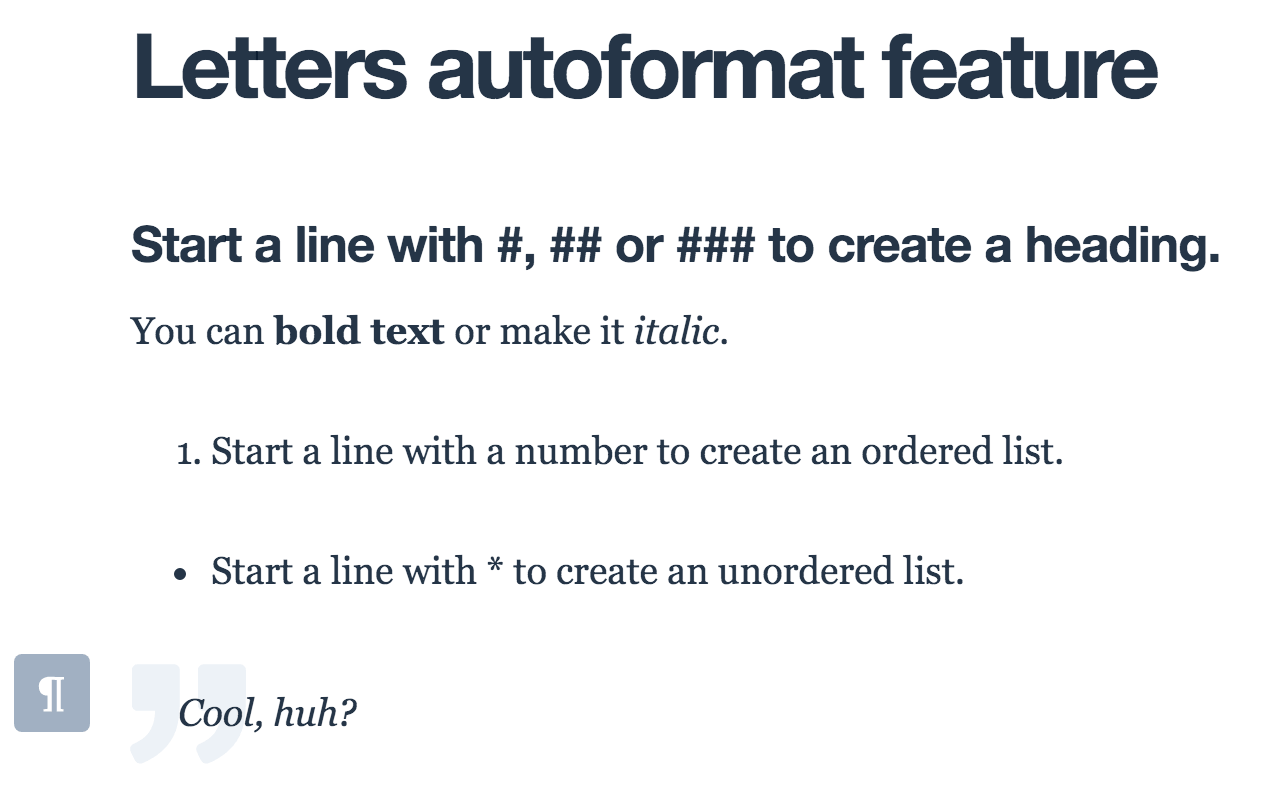 Letters autoformat feature
Start a line with #, ## or ### to create a heading.
You can bold text or make it italic.
1. Start a line with a number to create an ordered list.
• Start a line with * to create an unordered list.
¶
Cool, huh?